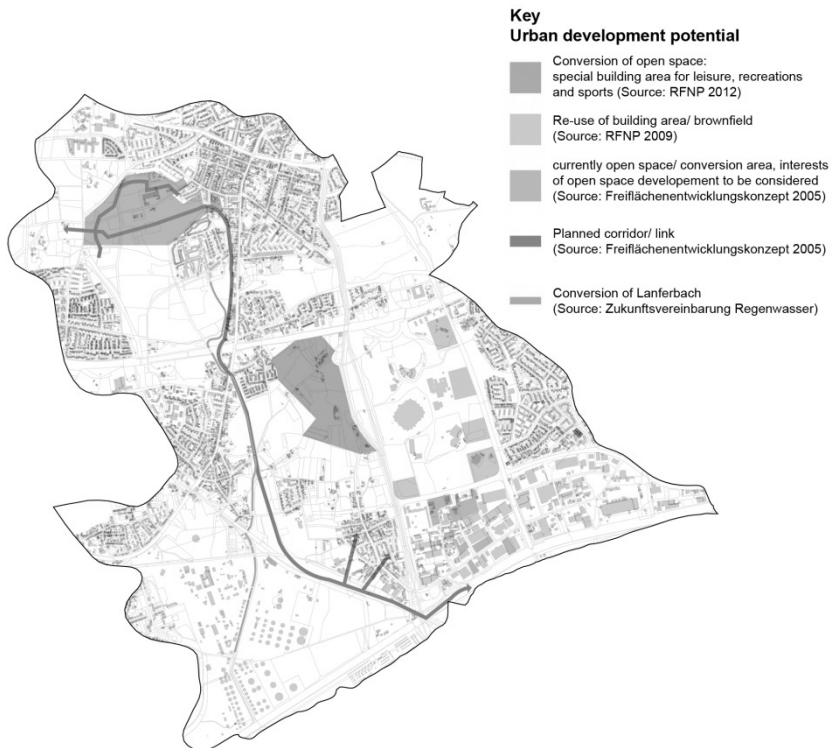 Key
Urban development potential
Conversion of open space:
special building area for leisure, recreations
and sports (Source: RFNP 2012)
Re-use of building area/ brownfield
(Source: RFNP 2009)
currently open space/ conversion area, interests
of open space developement to be considered
(Source: Freiflächenentwicklungskonzept 2005)
Planned corridor/ link
(Source: Freiflächenentwicklungskonzept 2005)
Conversion of Lanferbach
(Source: Zukunftsvereinbarung Regenwasser)